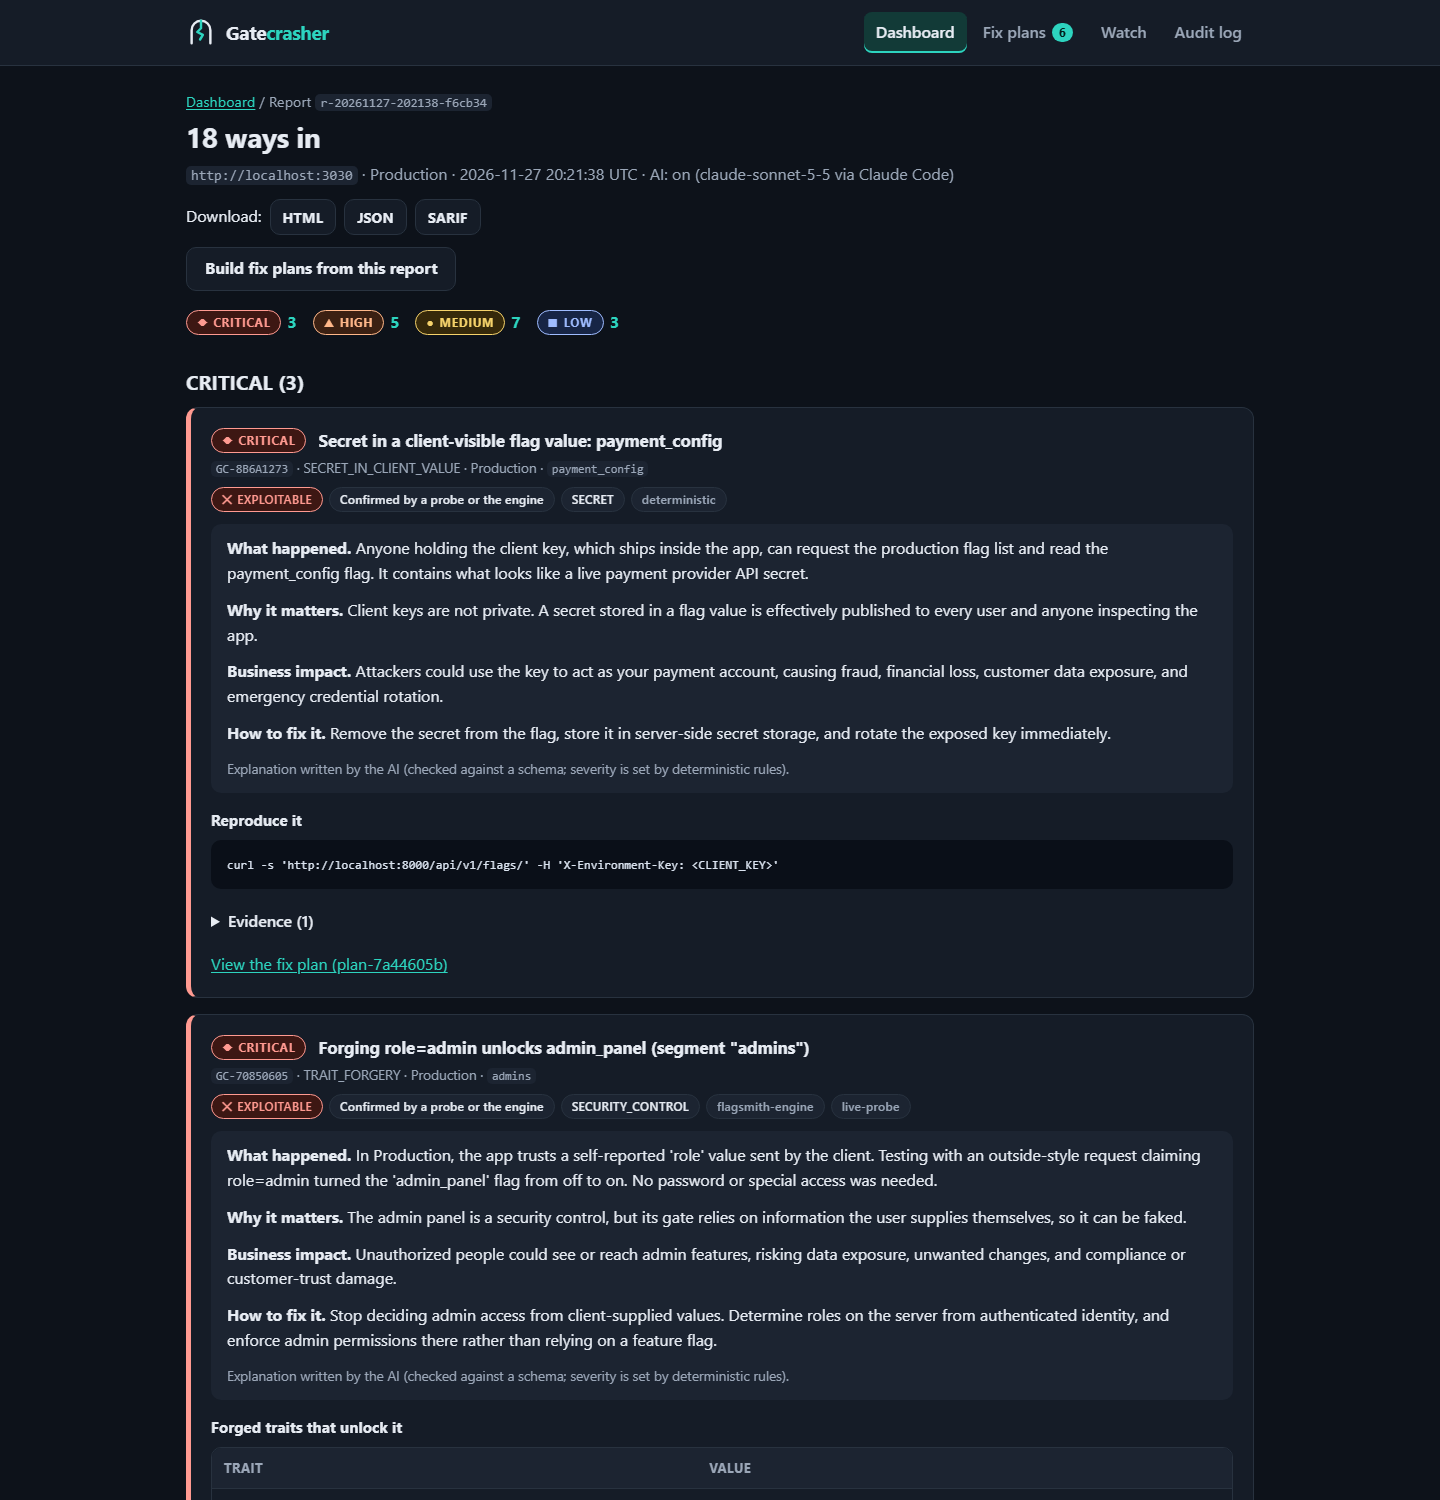 Gatecrasher
Dashboard
Fix plans 6
Watch
Audit log
Dashboard / Report r-20261127-202138-f6cb34
18 ways in
http://localhost:3030 · Production · 2026-11-27 20:21:38 UTC · AI: on (claude-sonnet-5-5 via Claude Code)
Download: HTML JSON SARIF
Build fix plans from this report
CRITICAL 3 HIGH 5 MEDIUM 7 LOW 3
CRITICAL (3)
CRITICAL Secret in a client-visible flag value: payment_config
GC-8B6A1273 · SECRET_IN_CLIENT_VALUE · Production · payment_config
EXPLOITABLE Confirmed by a probe or the engine SECRET deterministic
What happened. Anyone holding the client key, which ships inside the app, can request the production flag list and read the
payment_config flag. It contains what looks like a live payment provider API secret.
Why it matters. Client keys are not private. A secret stored in a flag value is effectively published to every user and anyone inspecting the
app.
Business impact. Attackers could use the key to act as your payment account, causing fraud, financial loss, customer data exposure, and
emergency credential rotation.
How to fix it. Remove the secret from the flag, store it in server-side secret storage, and rotate the exposed key immediately.
Explanation written by the AI (checked against a schema; severity is set by deterministic rules).
Reproduce it
curl -s 'http://localhost:8000/api/v1/flags/' -H 'X-Environment-Key: <CLIENT_KEY>'
Evidence (1)
View the fix plan (plan-7a44605b)
CRITICAL Forging role=admin unlocks admin_panel (segment "admins")
GC-70850605 · TRAIT_FORGERY · Production · admins
EXPLOITABLE Confirmed by a probe or the engine SECURITY_CONTROL flagsmith-engine live-probe
What happened. In Production, the app trusts a self-reported 'role' value sent by the client. Testing with an outside-style request claiming
role=admin turned the 'admin_panel' flag from off to on. No password or special access was needed.
Why it matters. The admin panel is a security control, but its gate relies on information the user supplies themselves, so it can be faked.
Business impact. Unauthorized people could see or reach admin features, risking data exposure, unwanted changes, and compliance or
customer-trust damage.
How to fix it. Stop deciding admin access from client-supplied values. Determine roles on the server from authenticated identity, and
enforce admin permissions there rather than relying on a feature flag.
Explanation written by the AI (checked against a schema; severity is set by deterministic rules).
Forged traits that unlock it
TRAIT VALUE